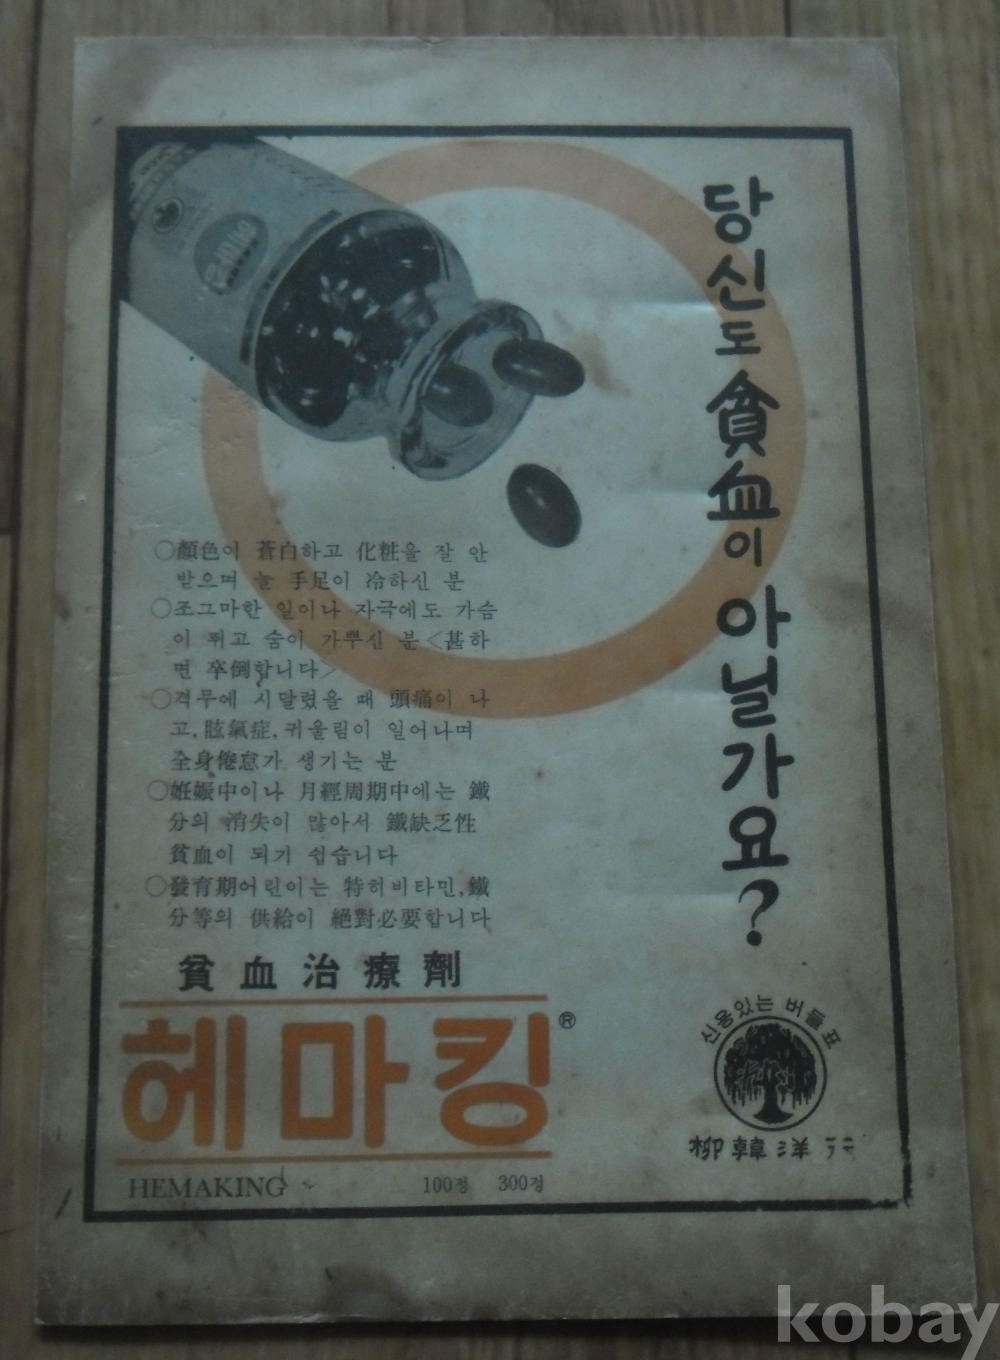 당신도 貧血이 아닐가요?
○顔色이 蒼白하고 化粧을 잘 안
받으며 늘 手足이 冷하신 분
○조그마한 일이나 자극에도 가슴
이 뛰고 숨이 가쁘신 분<甚하
면 卒倒합니다>
○격무에 시달렸을 때 頭痛이 나
고, 眩氣症, 귀울림이 일어나며
全身倦怠가 생기는 분
○妊娠中이나 月經周期中에는 鐵
分의 消失이 많아서 鐵缺乏性
貧血이 되기 쉽습니다
○發育期어린이는 特히비타민, 鐵
分等의 供給이 絕對必要합니다
貧血治療劑
헤마킹®
HEMAKING 100정 300정
신용있는 버들표
柳韓洋行
kobay